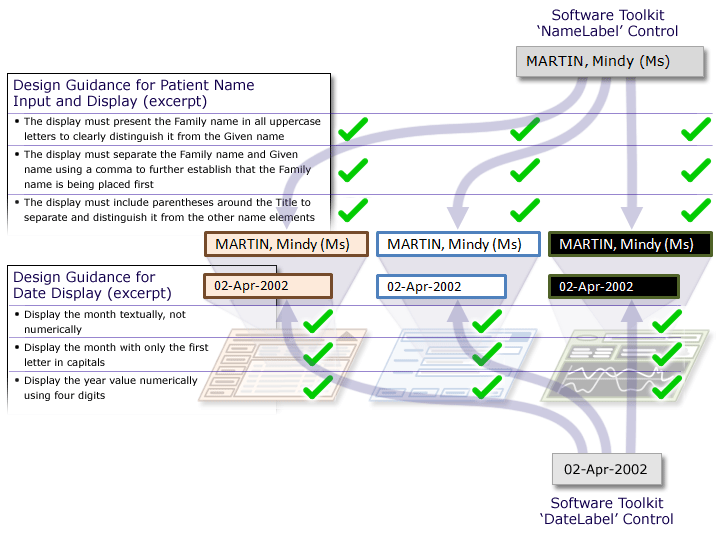 Software Toolkit
‘NameLabel’ Control
MARTIN, Mindy (Ms)
Design Guidance for Patient Name
Input and Display (excerpt)
• The display must present the Family name in all uppercase
letters to clearly distinguish it from the Given name
• The display must separate the Family name and Given
name using a comma to further establish that the Family
name is being placed first
• The display must include parentheses around the Title to
separate and distinguish it from the other name elements
MARTIN, Mindy (Ms)
MARTIN, Mindy (Ms)
MARTIN, Mindy (Ms)
Design Guidance for
Date Display (excerpt)
02-Apr-2002
02-Apr-2002
02-Apr-2002
• Display the month textually, not
numerically
• Display the month with only the first
letter in capitals
• Display the year value numerically
using four digits
02-Apr-2002
Software Toolkit
‘DateLabel’ Control